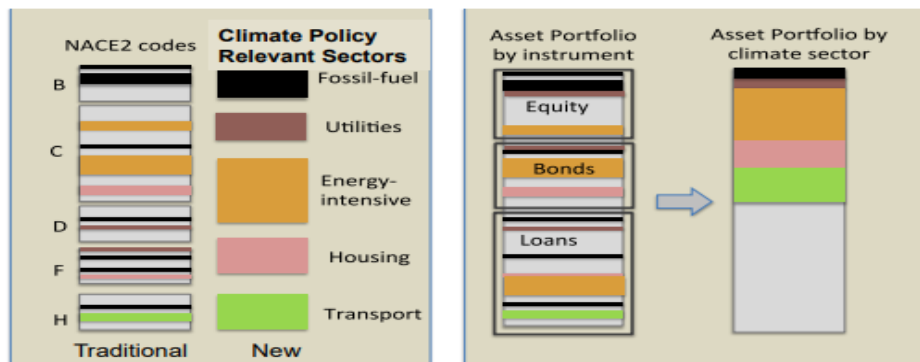 NACE2 codes
Climate Policy
Relevant Sectors
B
Fossil-fuel
Utilities
C
Energy-
intensive
D
Housing
F
H
Transport
Traditional
New
Asset Portfolio
by instrument
Equity
Bonds
Loans
Asset Portfolio by
climate sector